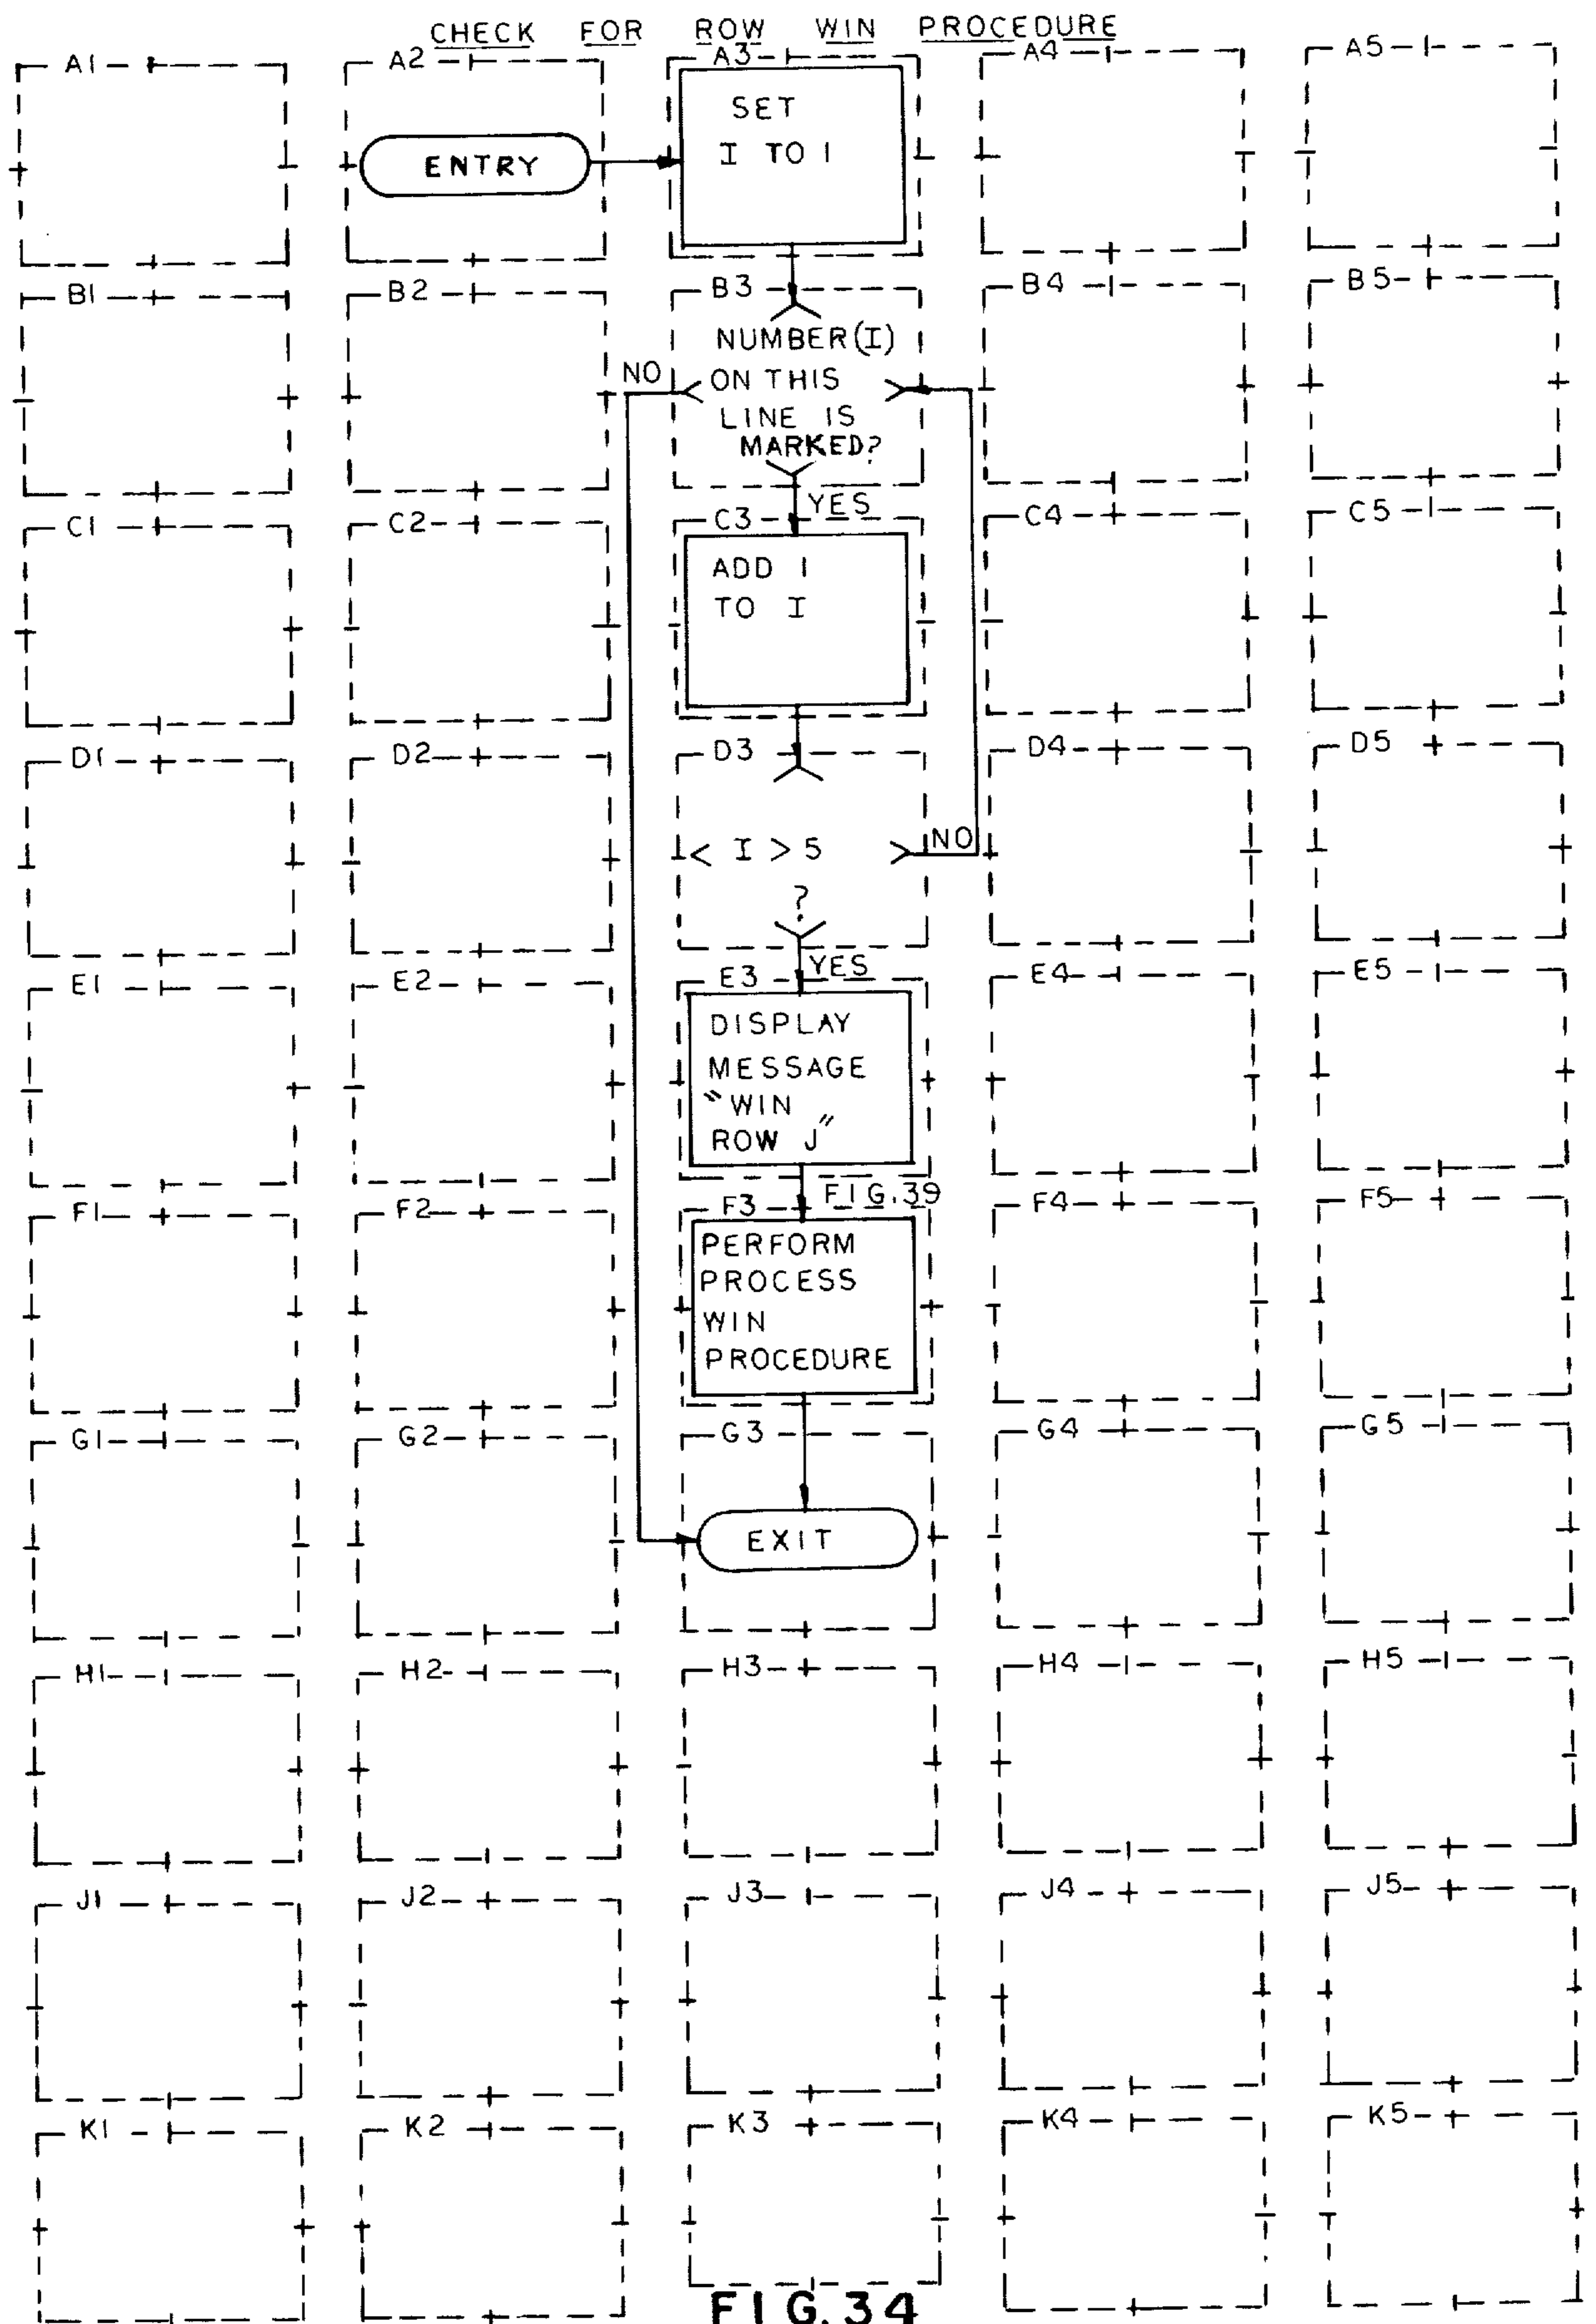 CHECK FOR ROW WIN PROCEDURE
A1 A2 A3 A4 A5
ENTRY
SET
I TO 1
B1 B2 B3 B4 B5
NUMBER(I)
NO ON THIS
LINE IS
MARKED?
YES
C1 C2 C3 C4 C5
ADD 1
TO I
D1 D2 D3 D4 D5
I > 5 NO
?
YES
E1 E2 E3 E4 E5
DISPLAY
MESSAGE
"WIN
ROW J"
FIG.39
F1 F2 F3 F4 F5
PERFORM
PROCESS
WIN
PROCEDURE
G1 G2 G3 G4 G5
EXIT
H1 H2 H3 H4 H5
J1 J2 J3 J4 J5
K1 K2 K3 K4 K5
FIG.34